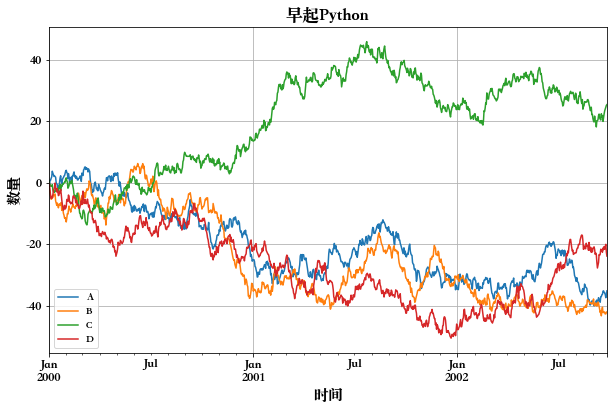 早起Python
数量
40
20
0
-20
-40
A
B
C
D
Jan
2000
Jul
Jan
2001
Jul
Jan
2002
Jul
时间